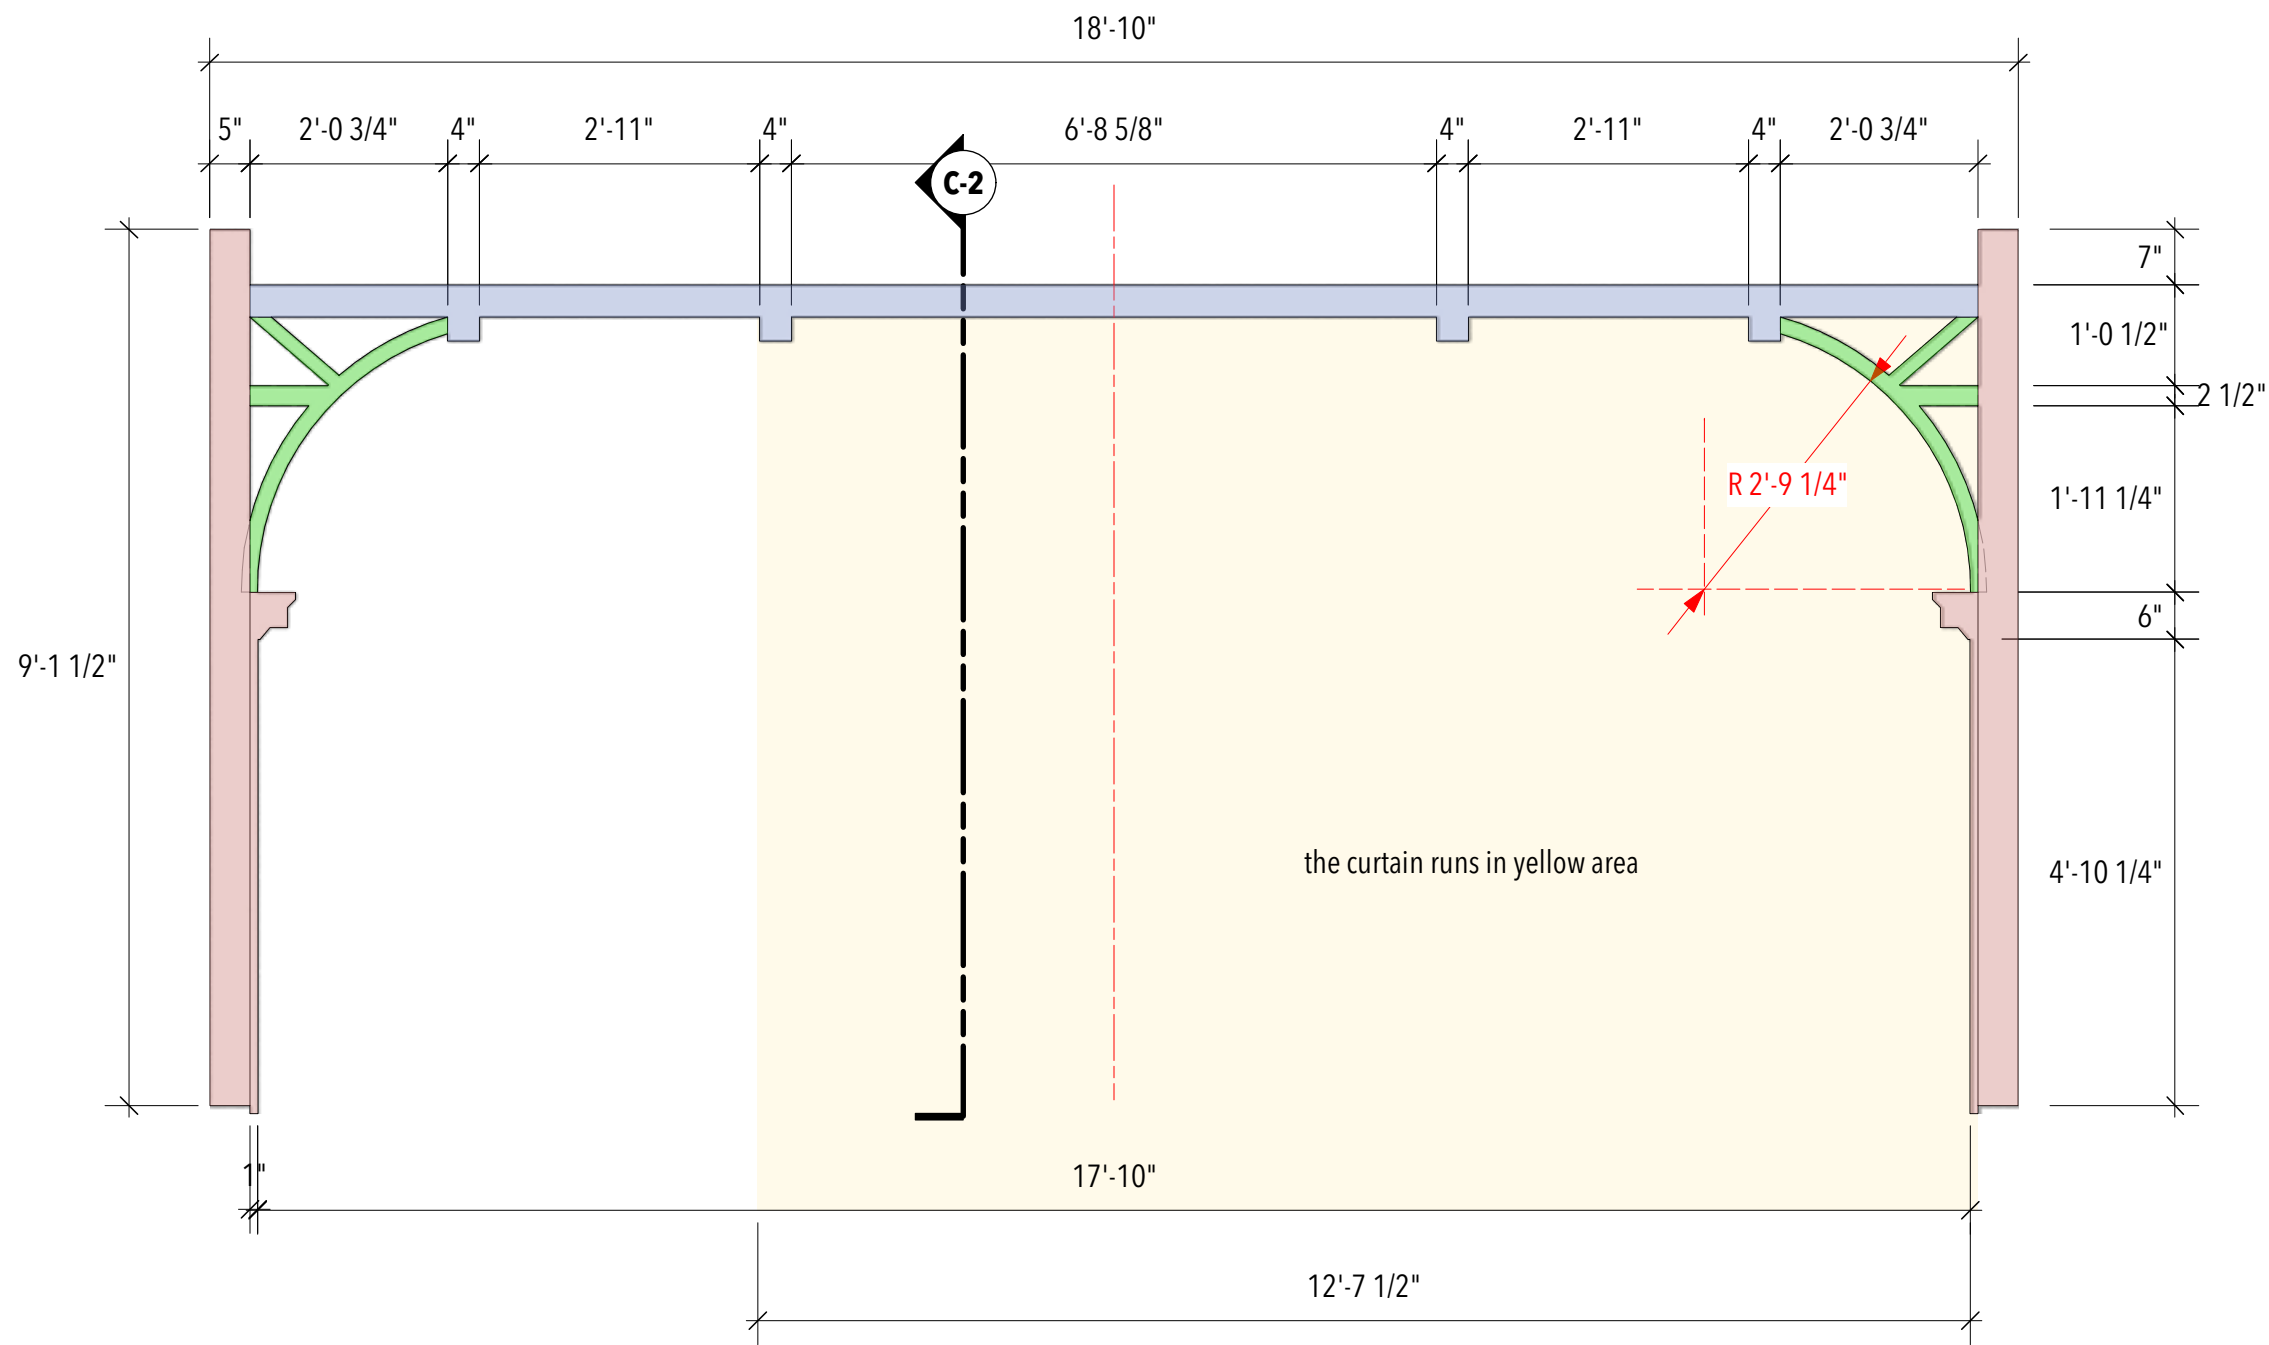 18'-10"
5" 2'-0 3/4" 4" 2'-11" 4" 6'-8 5/8" 4" 2'-11" 4" 2'-0 3/4"
C-2
7"
1'-0 1/2"
2 1/2"
R 2'-9 1/4"
1'-11 1/4"
6"
9'-1 1/2"
the curtain runs in yellow area
4'-10 1/4"
1" 17'-10"
12'-7 1/2"